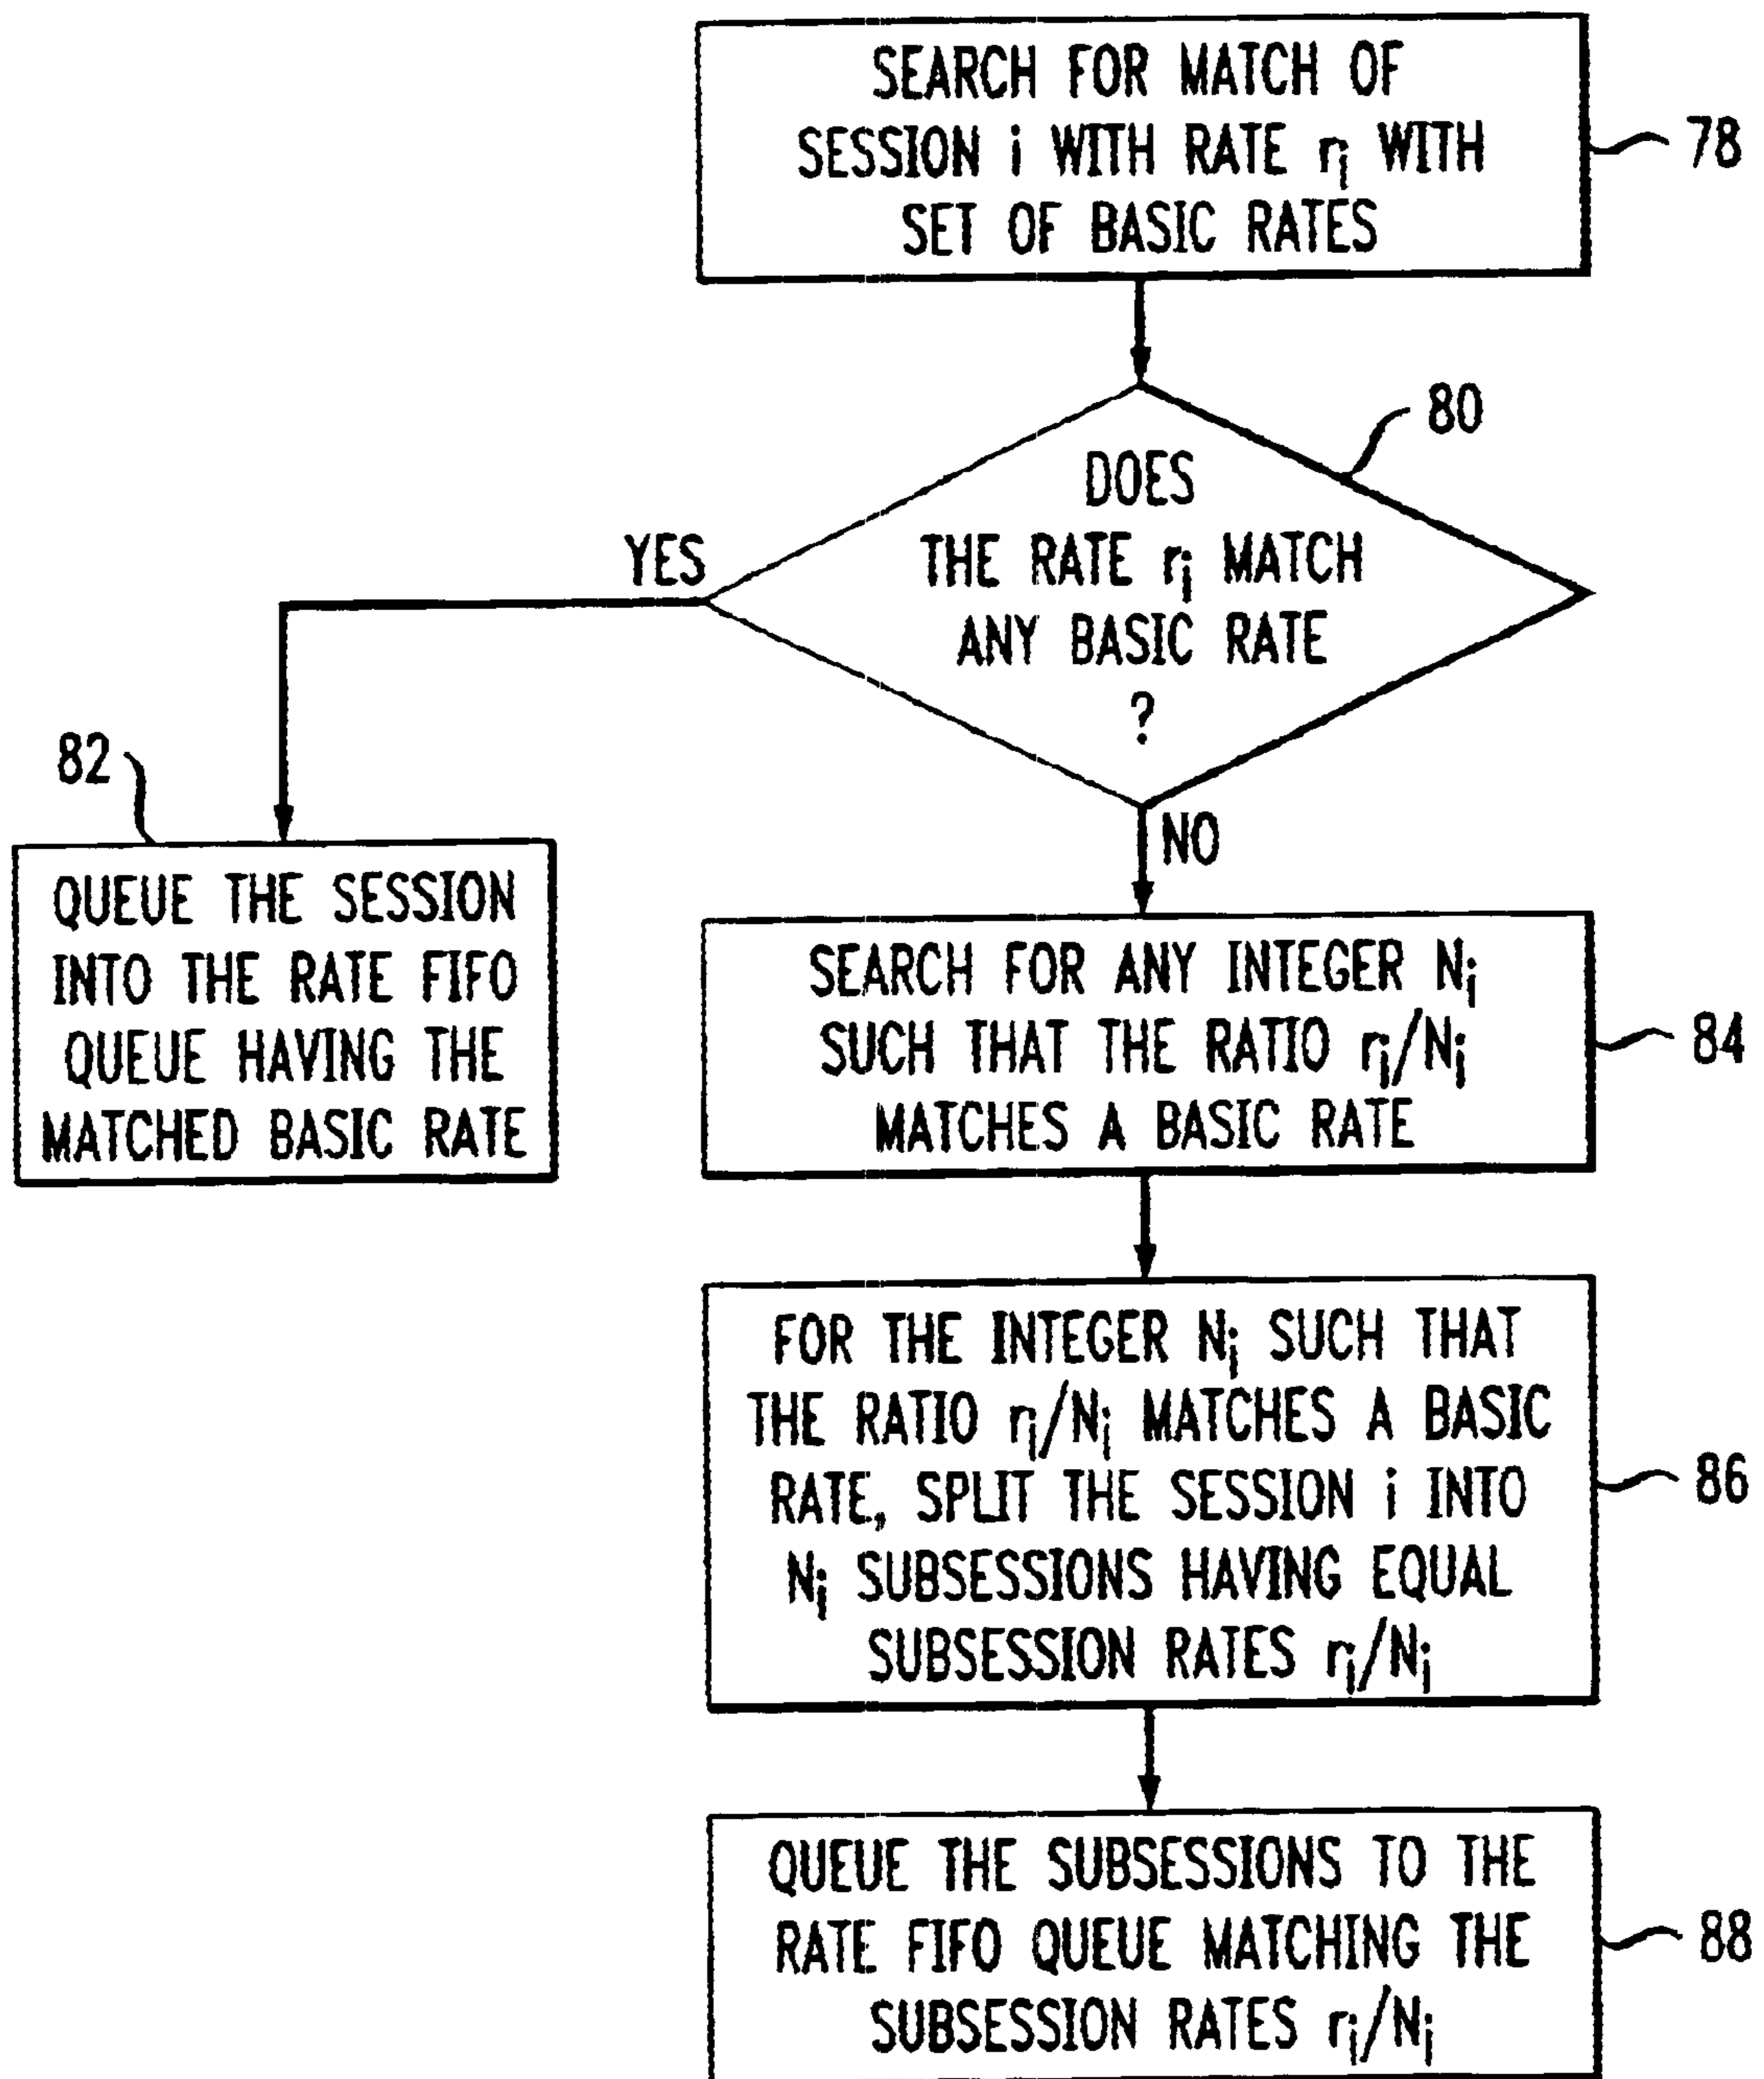 SEARCH FOR MATCH OF
SESSION i WITH RATE ri WITH
SET OF BASIC RATES
78
80
DOES
THE RATE ri MATCH
ANY BASIC RATE
?
YES
NO
82
QUEUE THE SESSION
INTO THE RATE FIFO
QUEUE HAVING THE
MATCHED BASIC RATE
SEARCH FOR ANY INTEGER Ni
SUCH THAT THE RATIO ri/Ni
MATCHES A BASIC RATE
84
FOR THE INTEGER Ni SUCH THAT
THE RATIO ri/Ni MATCHES A BASIC
RATE, SPLIT THE SESSION i INTO
Ni SUBSESSIONS HAVING EQUAL
SUBSESSION RATES ri/Ni
86
QUEUE THE SUBSESSIONS TO THE
RATE FIFO QUEUE MATCHING THE
SUBSESSION RATES ri/Ni
88